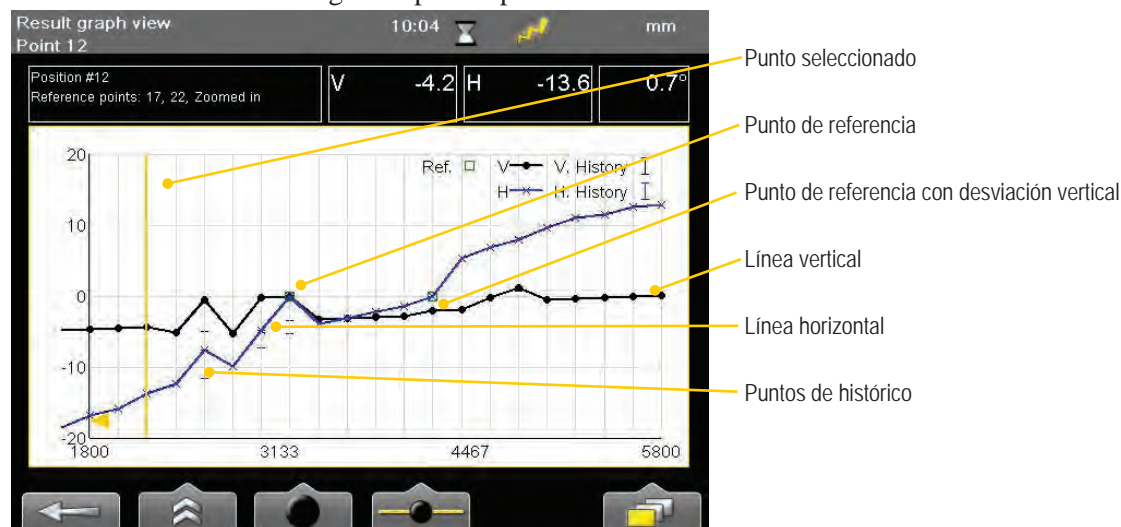 Result graph view
Point 12
10:04
mm
Position #12
Reference points: 17, 22, Zoomed in
V -4.2
H -13.6
0.7°
Ref. V V. History
H H. History
20
10
0
-10
-20
1800 3133 4467 5800
Punto seleccionado
Punto de referencia
Punto de referencia con desviación vertical
Línea vertical
Línea horizontal
Puntos de histórico